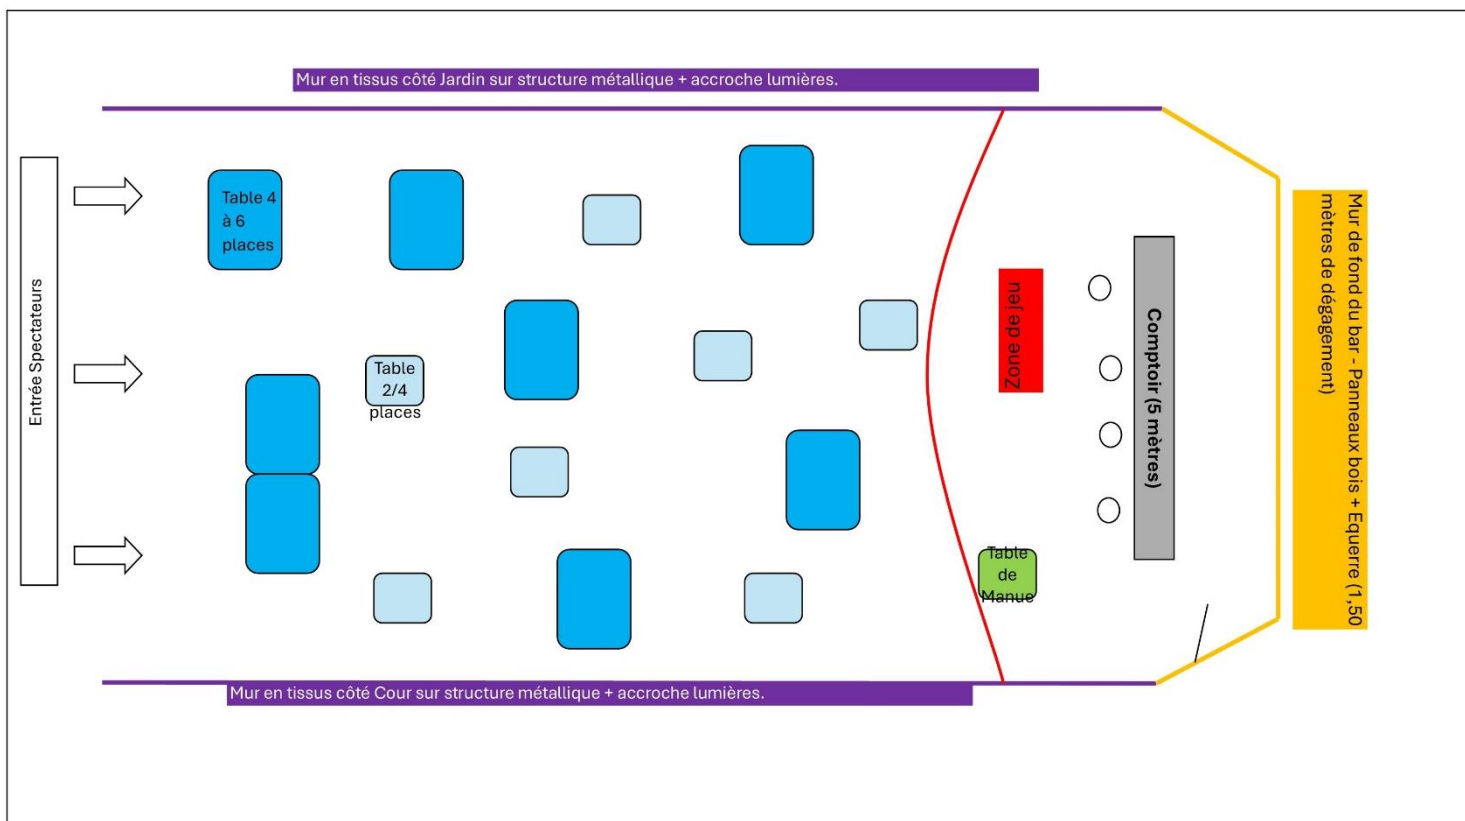 Mur en tissus côté Jardin sur structure métallique + accroche lumières.
Entrée Spectateurs
Table 4
à 6
places
Table
2/4
places
Zone de jeu
Comptoir (5 mètres)
Mur de fond du bar - Panneaux bois + Equerre (1,50
mètres de dégagement)
Table
de
Manue
Mur en tissus côté Cour sur structure métallique + accroche lumières.